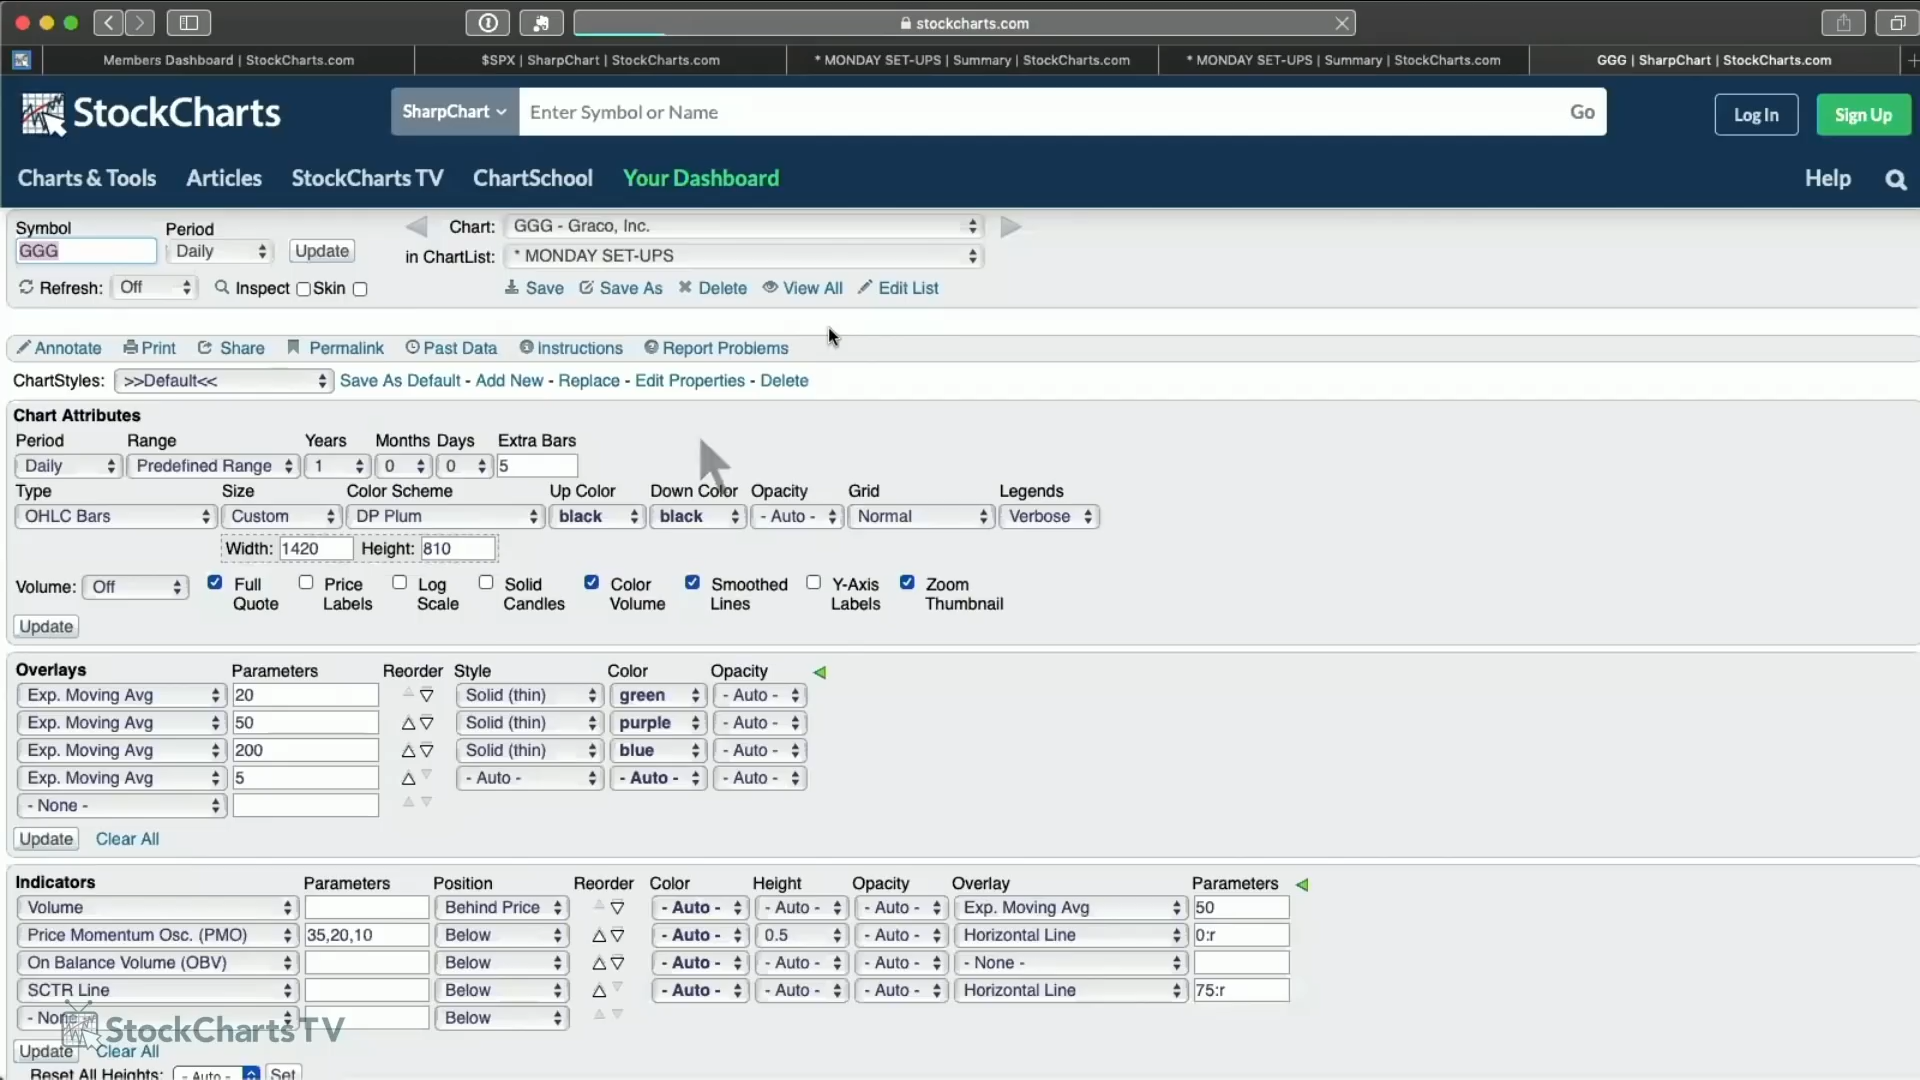 stockcharts.com
Members Dashboard | StockCharts.com
$SPX | SharpChart | StockCharts.com
* MONDAY SET-UPS | Summary | StockCharts.com
* MONDAY SET-UPS | Summary | StockCharts.com
GGG | SharpChart | StockCharts.com
StockCharts
SharpChart
Enter Symbol or Name
Go
Log In
Sign Up
Charts & Tools
Articles
StockCharts TV
ChartSchool
Your Dashboard
Help
Symbol Period
GGG Daily Update
Chart: GGG - Graco, Inc.
in ChartList: * MONDAY SET-UPS
Refresh: Off Inspect Skin
Save Save As Delete View All Edit List
Annotate Print Share Permalink Past Data Instructions Report Problems
ChartStyles: >>Default<< Save As Default - Add New - Replace - Edit Properties - Delete
Chart Attributes
Period Range Years Months Days Extra Bars
Daily Predefined Range 1 0 0 5
Type Size Color Scheme Up Color Down Color Opacity Grid Legends
OHLC Bars Custom DP Plum black black - Auto - Normal Verbose
Width: 1420 Height: 810
Volume: Off Full Quote Price Labels Log Scale Solid Candles Color Volume Smoothed Lines Y-Axis Labels Zoom Thumbnail
Update
Overlays Parameters Reorder Style Color Opacity
Exp. Moving Avg 20 Solid (thin) green - Auto -
Exp. Moving Avg 50 Solid (thin) purple - Auto -
Exp. Moving Avg 200 Solid (thin) blue - Auto -
Exp. Moving Avg 5 - Auto - - Auto - - Auto -
- None -
Update Clear All
Indicators Parameters Position Reorder Color Height Opacity Overlay Parameters
Volume Behind Price - Auto - - Auto - - Auto - Exp. Moving Avg 50
Price Momentum Osc. (PMO) 35,20,10 Below - Auto - 0.5 - Auto - Horizontal Line 0:r
On Balance Volume (OBV) Below - Auto - - Auto - - Auto - - None -
SCTR Line Below - Auto - - Auto - - Auto - Horizontal Line 75:r
- None Below
StockChartsTV
Update Clear All
Reset All Heights: - Auto - Set